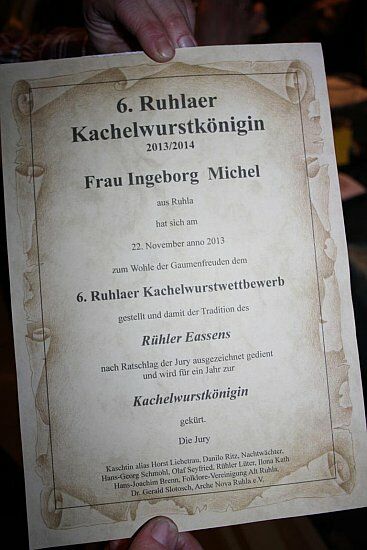 6. Ruhlaer
Kachelwurstkönigin
2013/2014
Frau Ingeborg Michel
aus Ruhla
hat sich am
22. November anno 2013
zum Wohle der Gaumenfreuden dem
6. Ruhlaer Kachelwurstwettbewerb
gestellt und damit der Tradition des
Rühler Eassens
nach Ratschlag der Jury ausgezeichnet gedient
und wird für ein Jahr zur
Kachelwurstkönigin
gekürt.
Die Jury
Kaschtin alias Horst Liebetrau, Danilo Ritz, Nachtwächter,
Hans-Georg Schmohl, Olaf Seyfried, Rühler Lüter, Ilona Kath
Hans-Joachim Brenn, Folklore-Vereinigung Alt Ruhla,
Dr. Gerald Slotosch, Arche Nova Ruhla e.V.